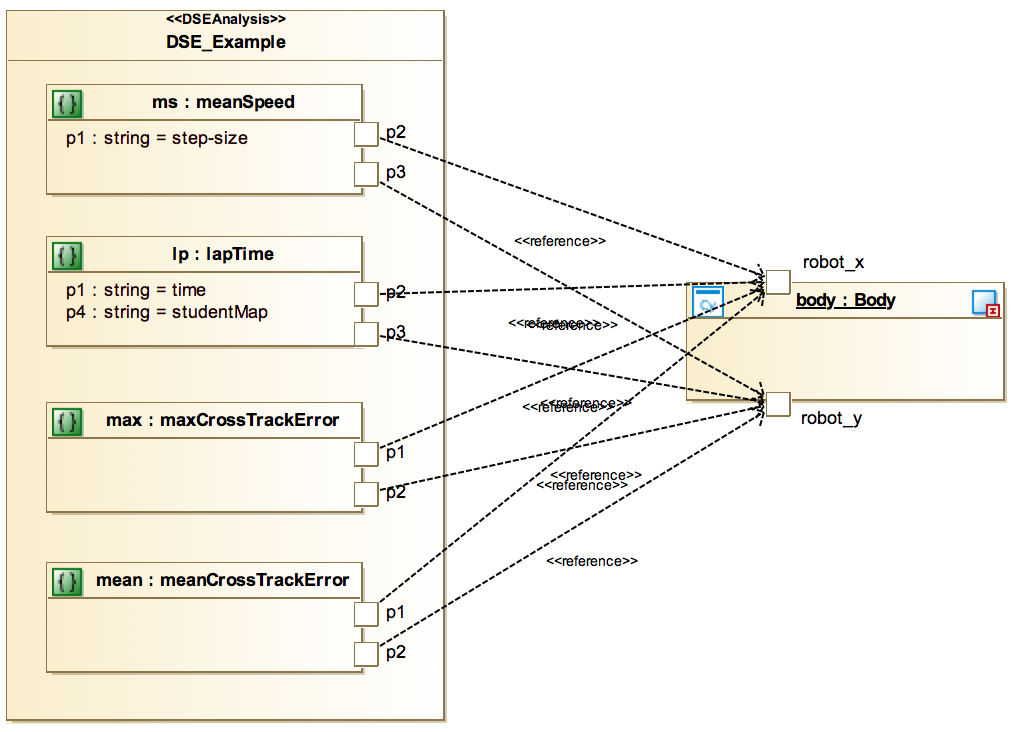 <<DSEAnalysis>>
DSE_Example
ms : meanSpeed
p1 : string = step-size
p2
p3
lp : lapTime
p1 : string = time
p4 : string = studentMap
p2
p3
max : maxCrossTrackError
p1
p2
mean : meanCrossTrackError
p1
p2
<<reference>>
<<reference>>
<<reference>>
<<reference>>
<<reference>>
<<reference>>
<<reference>>
<<reference>>
robot_x
body : Body
robot_y